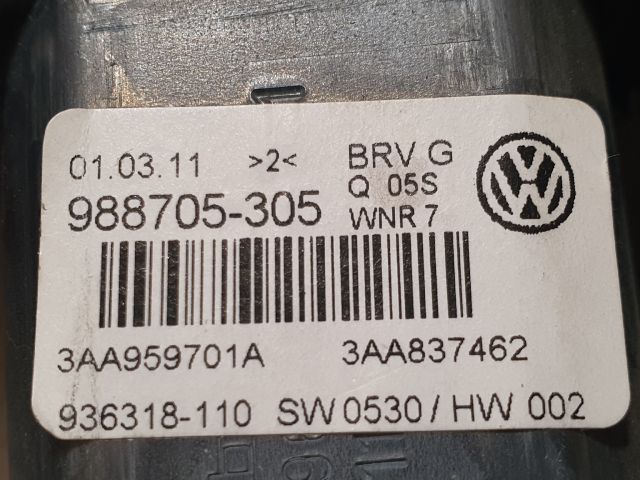 01.03.11 >2< BRV G
988705-305 Q 05S
WNR 7
3AA959701A 3AA837462
936318-110 SW 0530 / HW 002